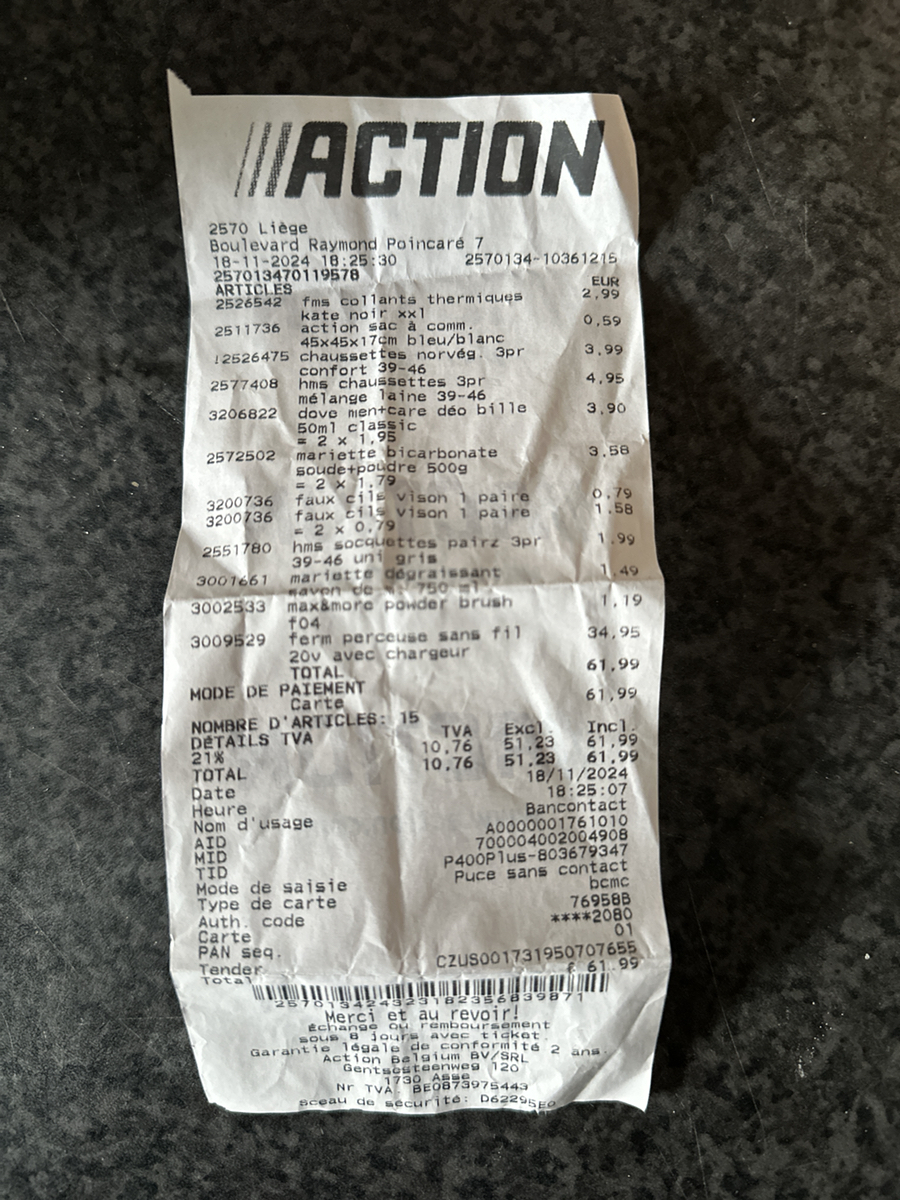 ACTION
2570 Liège
Boulevard Raymond Poincaré 7
18-11-2024 18:25:30 2570134-10361215
257013470119578
ARTICLES EUR
2526542 fms collants thermiques 2,99
kate noir xxl
2511736 action sac à comm. 0,59
45x45x17cm bleu/blanc
!2526475 chaussettes norvég. 3pr 3,99
confort 39-46
2577408 hms chaussettes 3pr 4,95
mélange laine 39-46
3206822 dove men+care déo bille 3,90
50ml classic
= 2 x 1,95
2572502 mariette bicarbonate 3,58
soude+poudre 500g
= 2 x 1,79
3200736 faux cils vison 1 paire 0,79
3200736 faux cils vison 1 paire 1,58
= 2 x 0,79
2551780 hms socquettes pairz 3pr 1,99
39-46 uni gris
3001661 mariette dégraissant 1,49
savon de 750 ml
3002533 max&more powder brush 1,19
f04
3009529 ferm perceuse sans fil 34,95
20v avec chargeur
TOTAL 61,99
MODE DE PAIEMENT
Carte 61,99
NOMBRE D'ARTICLES: 15
DÉTAILS TVA TVA Excl. Incl.
21% 10,76 51,23 61,99
TOTAL 10,76 51,23 61,99
Date 18/11/2024
Heure 18:25:07
Nom d'usage Bancontact
AID A0000001761010
MID 700004002004908
TID P400Plus-803679347
Mode de saisie Puce sans contact
Type de carte bcmc
Auth. code 76958B
Carte ****2080
PAN seq. 01
Tender CZUS001731950707655
Total € 61.99
2570134243231823568398​71
Merci et au revoir!
Échange ou remboursement
sous 8 jours avec ticket.
Garantie légale de conformité 2 ans.
Action Belgium BV/SRL
Gentsesteenweg 120
1730 Asse
Nr TVA: BE0873975443
Sceau de sécurité: D62295E0